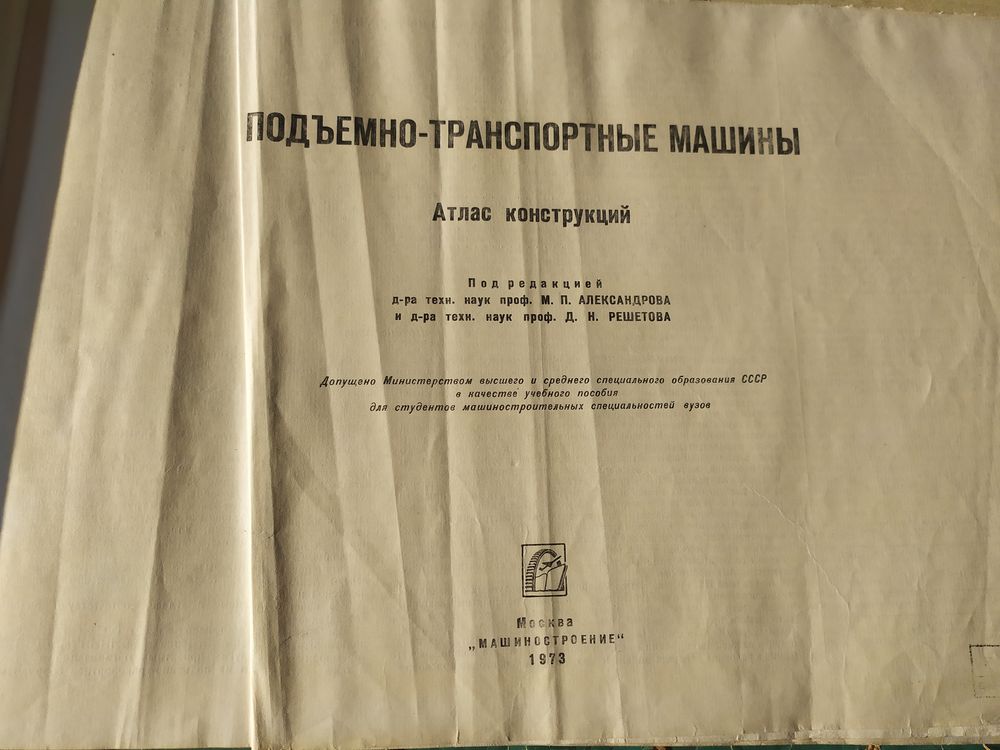 ПОДЪЕМНО-ТРАНСПОРТНЫЕ МАШИНЫ
Атлас конструкций
Под редакцией
д-ра техн. наук проф. М. П. АЛЕКСАНДРОВА
и д-ра техн. наук проф. Д. Н. РЕШЕТОВА
Допущено Министерством высшего и среднего специального образования СССР
в качестве учебного пособия
для студентов машиностроительных специальностей вузов
Москва
„МАШИНОСТРОЕНИЕ“
1973